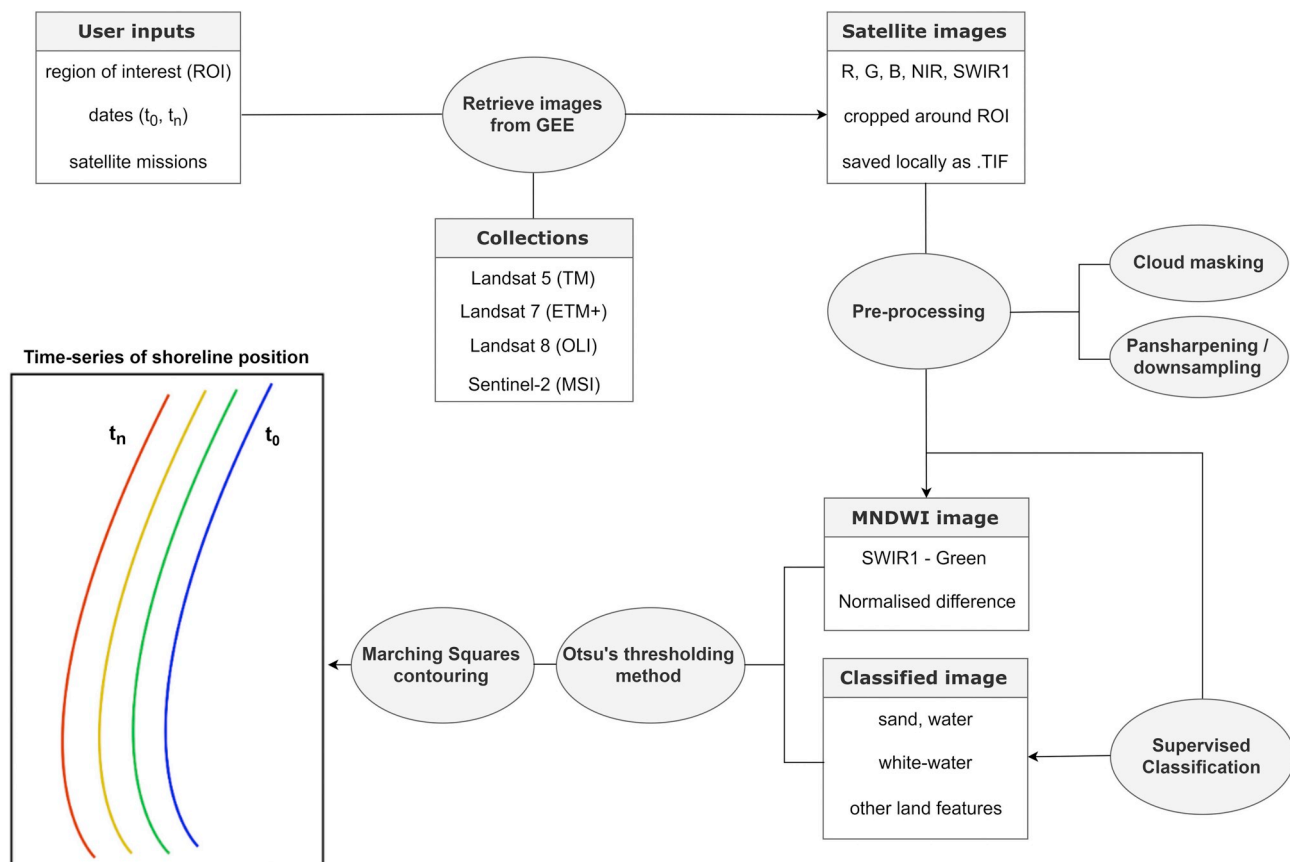 User inputs
region of interest (ROI)
dates (t₀, tₙ)
satellite missions
Retrieve images
from GEE
Satellite images
R, G, B, NIR, SWIR1
cropped around ROI
saved locally as .TIF
Collections
Landsat 5 (TM)
Landsat 7 (ETM+)
Landsat 8 (OLI)
Sentinel-2 (MSI)
Pre-processing
Cloud masking
Pansharpening /
downsampling
MNDWI image
SWIR1 - Green
Normalised difference
Supervised
Classification
Classified image
sand, water
white-water
other land features
Otsu's thresholding
method
Marching Squares
contouring
Time-series of shoreline position
tₙ
t₀